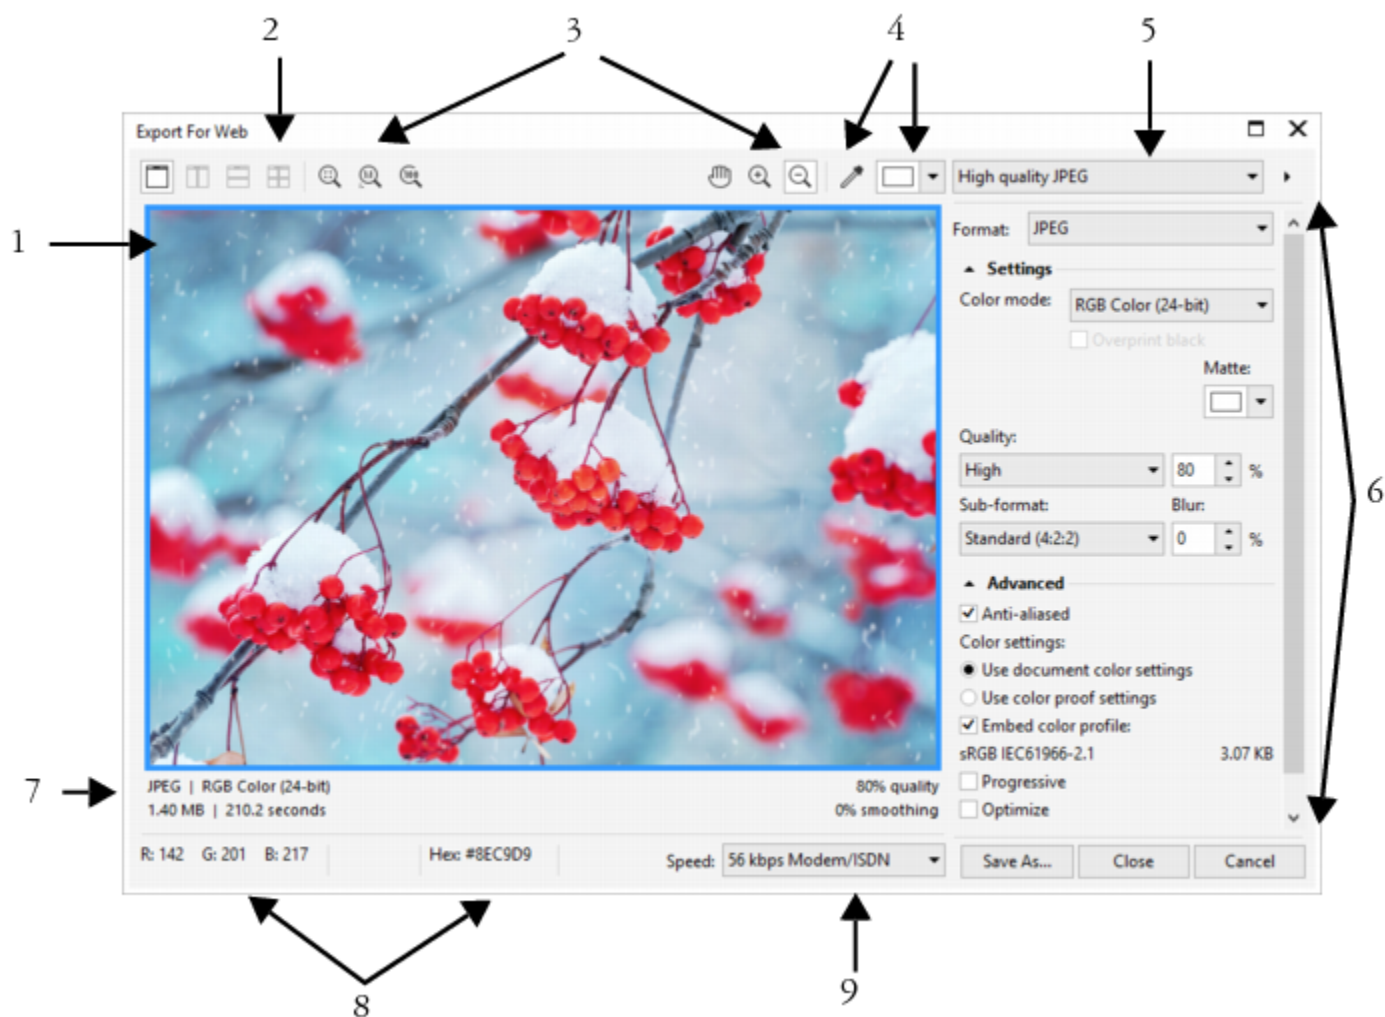 2 3 4 5
Export For Web
High quality JPEG
1
Format: JPEG
Settings
Color mode: RGB Color (24-bit)
Overprint black
Matte:
Quality:
High 80 %
6
Sub-format: Blur:
Standard (4:2:2) 0 %
Advanced
Anti-aliased
Color settings:
Use document color settings
Use color proof settings
Embed color profile:
sRGB IEC61966-2.1 3.07 KB
Progressive
Optimize
7
JPEG | RGB Color (24-bit) 80% quality
1.40 MB | 210.2 seconds 0% smoothing
R: 142 G: 201 B: 217 Hex: #8EC9D9 Speed: 56 kbps Modem/ISDN Save As... Close Cancel
8 9